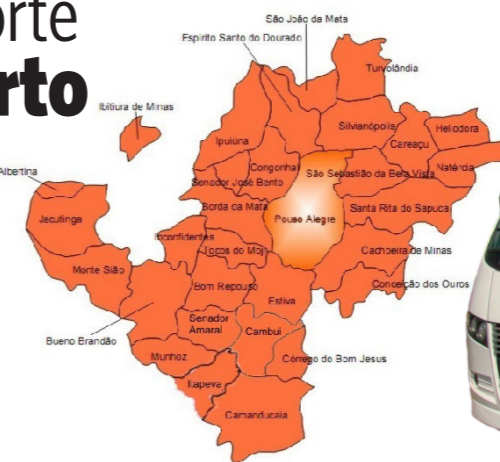 orte
rto
São João da Mata
Espirito Santo do Dourado
Turvolândia
Ibitiura de Minas
Silvianópolis
Heliodora
Ipuiúna
Careaçu
Congonhal
Natércia
São Sebastião da Bela Vista
Albertina
Senador José Bento
Borda da Mata
Santa Rita do Sapuca
Jacutinga
Pouso Alegre
Inconfidentes
Tocos do Moji
Cachoeira de Minas
Monte Sião
Bom Repouso
Conceição dos Ouros
Estiva
Senador
Amaral
Cambuí
Bueno Brandão
Munhoz
Córrego do Bom Jesus
Itapeva
Camanducaia